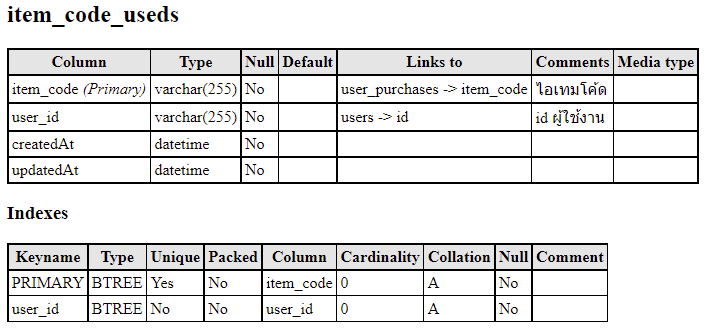 item_code_useds
Column Type Null Default Links to Comments Media type
item_code (Primary) varchar(255) No user_purchases -> item_code ไอเทมโค้ด
user_id varchar(255) No users -> id id ผู้ใช้งาน
createdAt datetime No
updatedAt datetime No
Indexes
Keyname Type Unique Packed Column Cardinality Collation Null Comment
PRIMARY BTREE Yes No item_code 0 A No
user_id BTREE No No user_id 0 A No